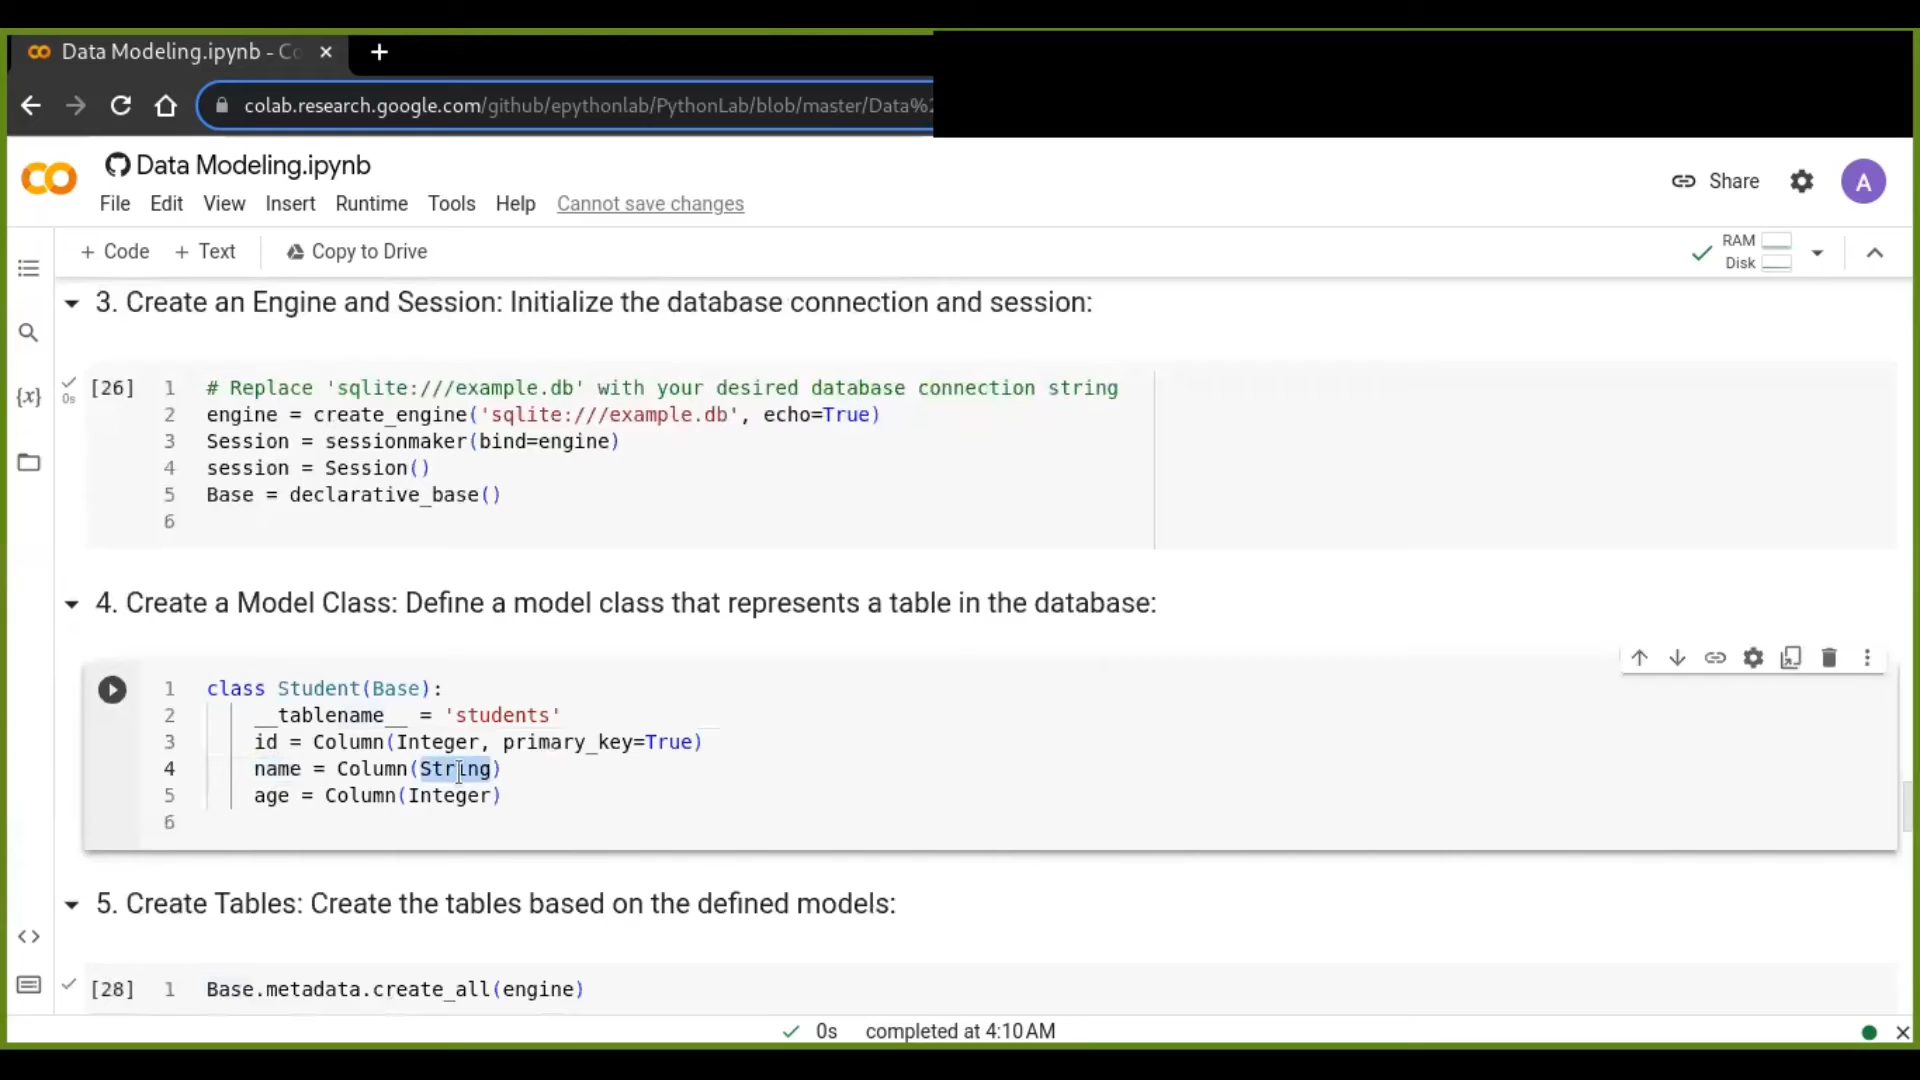 Data Modeling.ipynb - Co
colab.research.google.com/github/epythonlab/PythonLab/blob/master/Data%2
Data Modeling.ipynb
File Edit View Insert Runtime Tools Help Cannot save changes
Share
A
+ Code + Text Copy to Drive
RAM
Disk
3. Create an Engine and Session: Initialize the database connection and session:
0s
[26] 1 # Replace 'sqlite:///example.db' with your desired database connection string
2 engine = create_engine('sqlite:///example.db', echo=True)
3 Session = sessionmaker(bind=engine)
4 session = Session()
5 Base = declarative_base()
6
{x}
4. Create a Model Class: Define a model class that represents a table in the database:
1 class Student(Base):
2 __tablename__ = 'students'
3 id = Column(Integer, primary_key=True)
4 name = Column(String)
5 age = Column(Integer)
6
5. Create Tables: Create the tables based on the defined models:
[28] 1 Base.metadata.create_all(engine)
0s completed at 4:10 AM